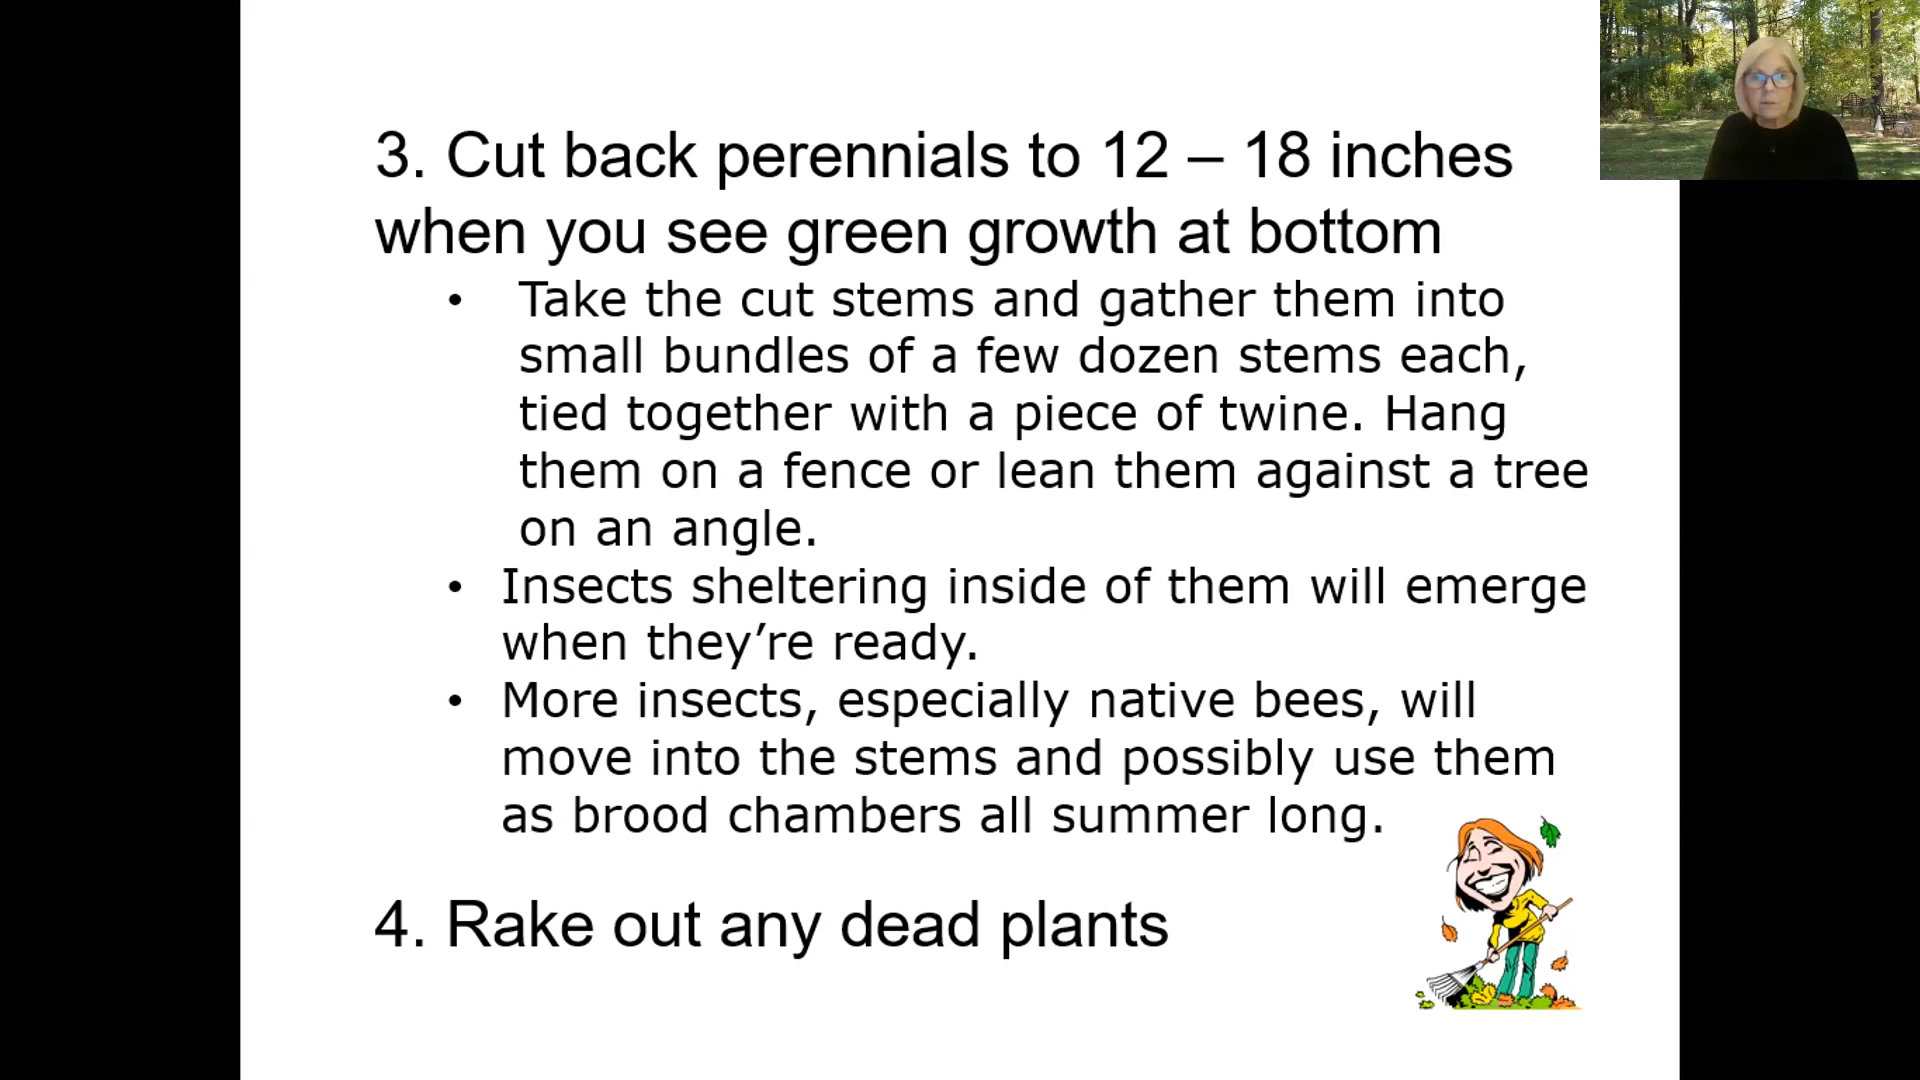 3. Cut back perennials to 12 – 18 inches
when you see green growth at bottom
• Take the cut stems and gather them into
small bundles of a few dozen stems each,
tied together with a piece of twine. Hang
them on a fence or lean them against a tree
on an angle.
• Insects sheltering inside of them will emerge
when they’re ready.
• More insects, especially native bees, will
move into the stems and possibly use them
as brood chambers all summer long.
4. Rake out any dead plants